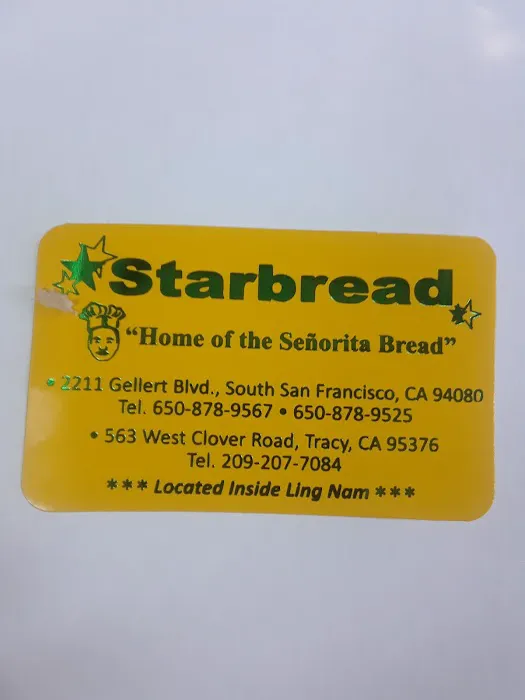 Starbread
"Home of the Señorita Bread"
• 2211 Gellert Blvd., South San Francisco, CA 94080
Tel. 650-878-9567 • 650-878-9525
• 563 West Clover Road, Tracy, CA 95376
Tel. 209-207-7084
*** Located Inside Ling Nam ***